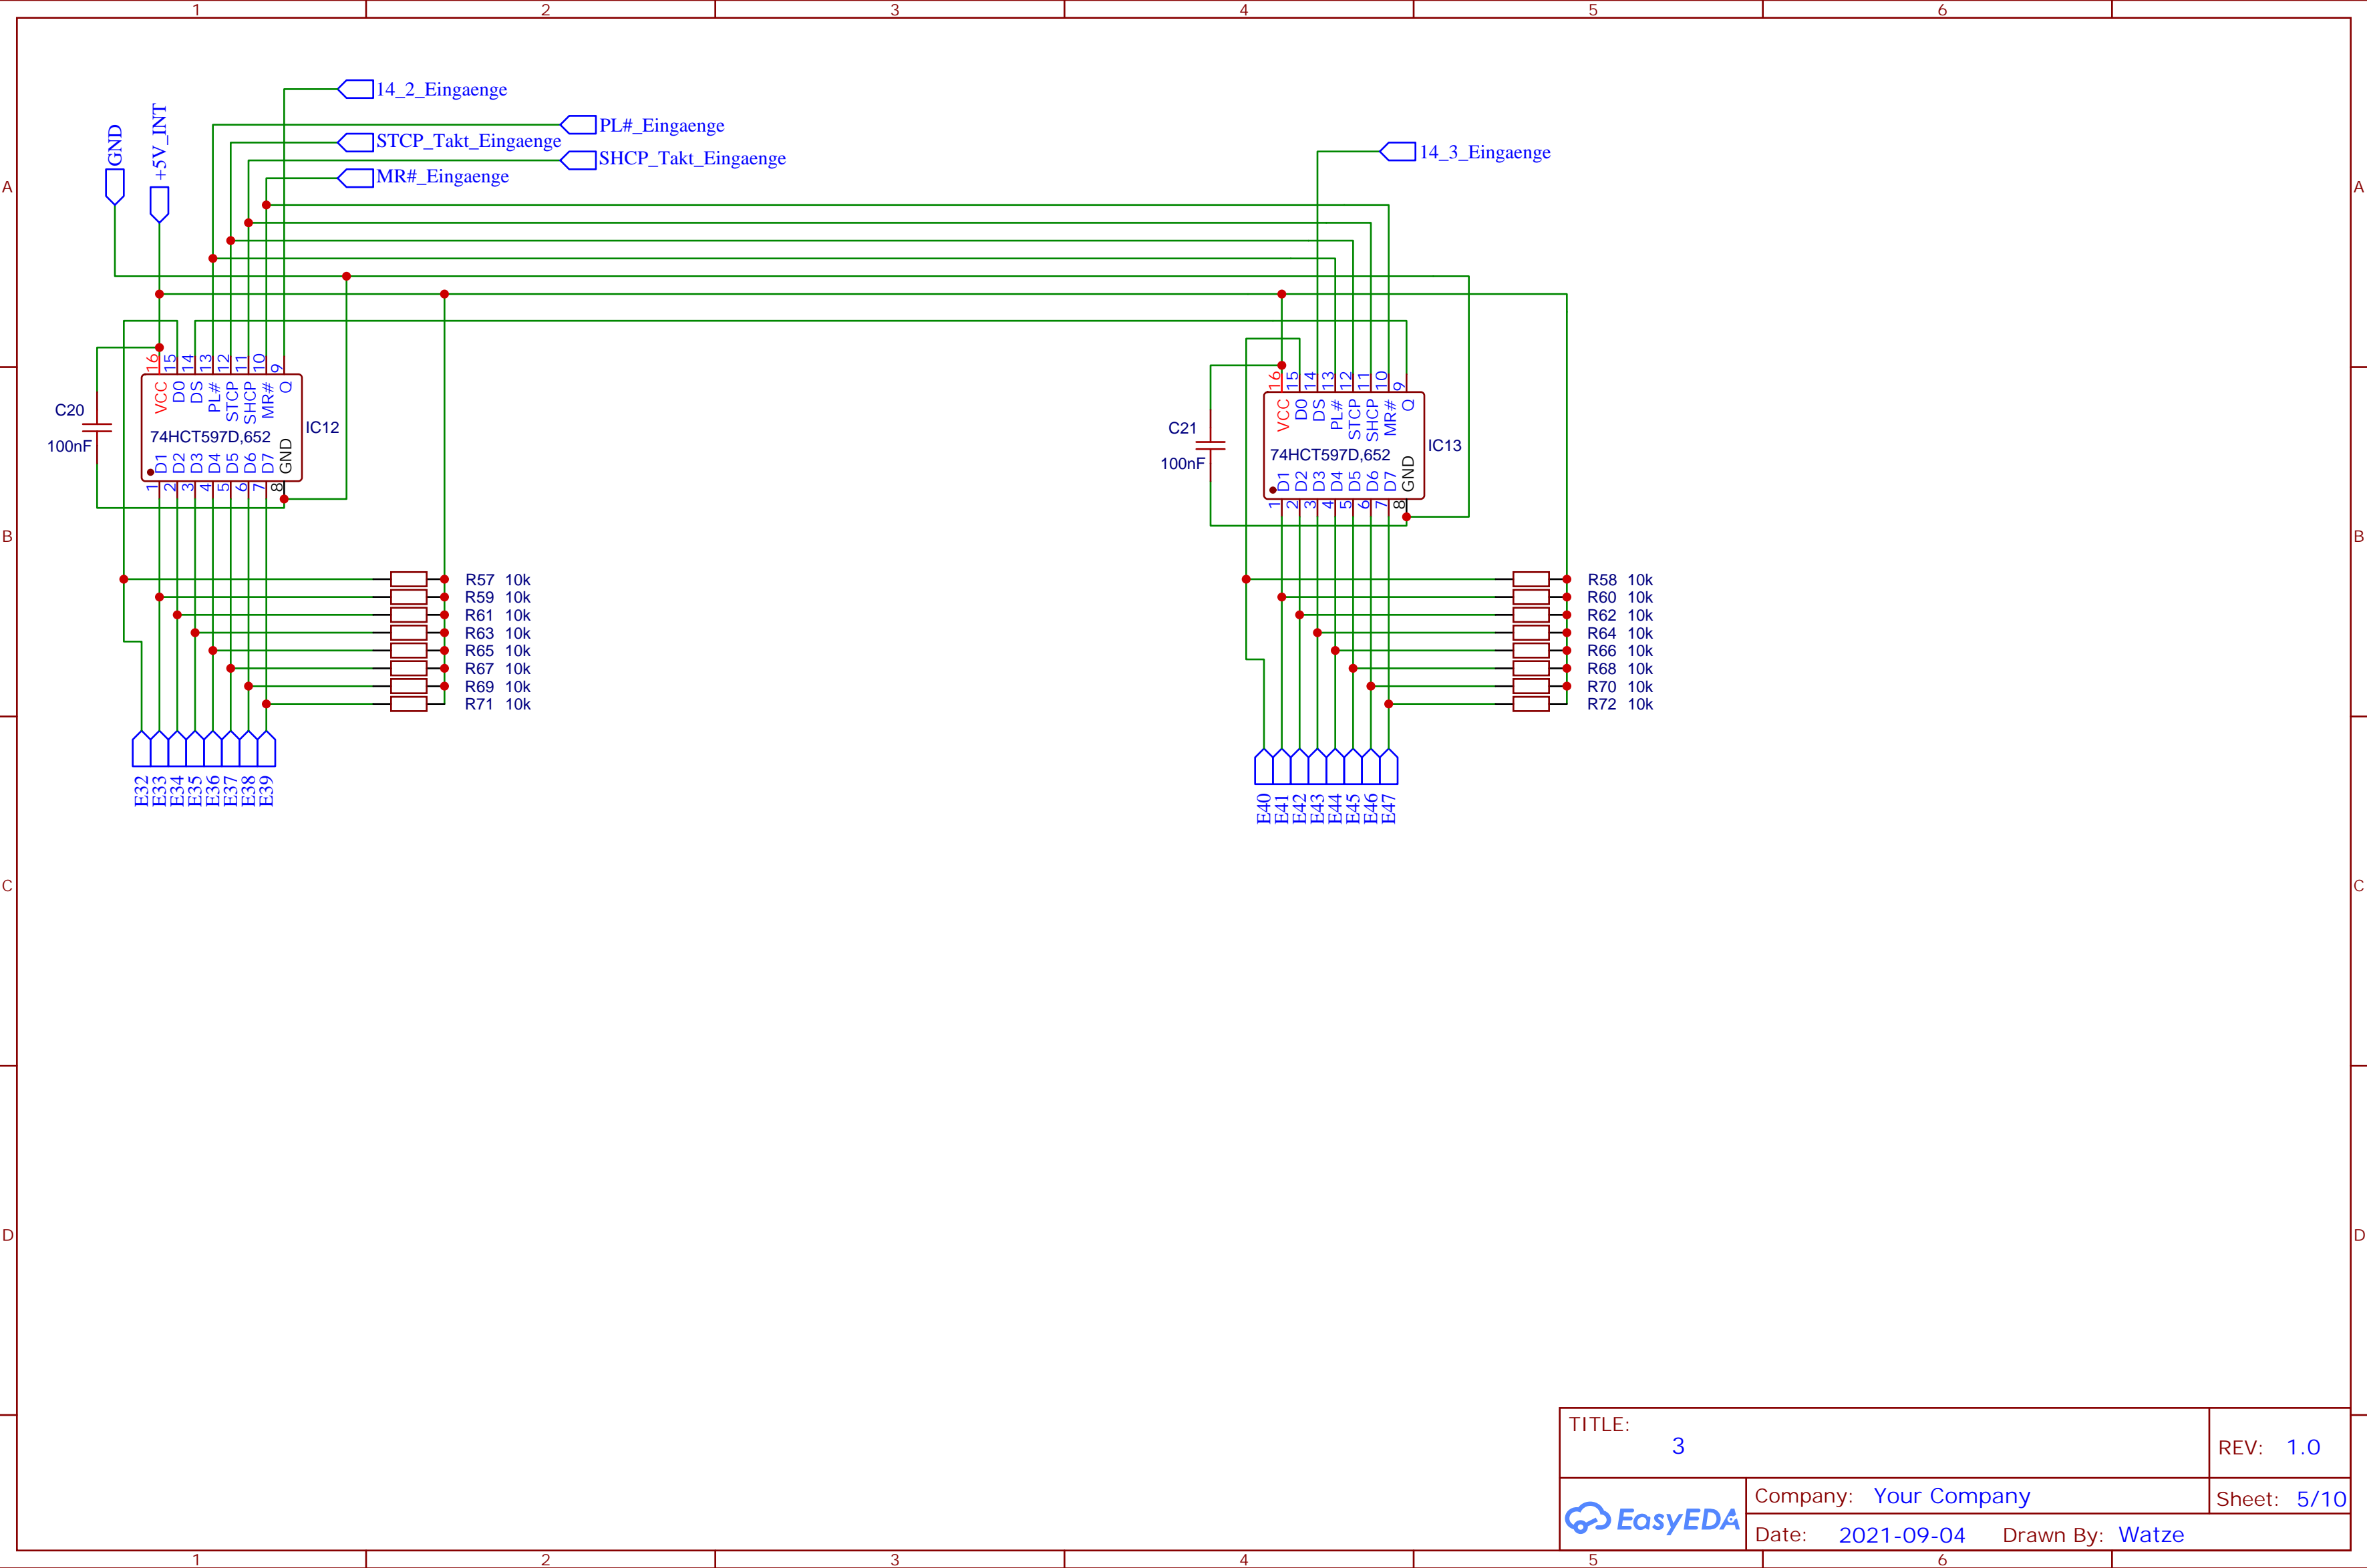 1 2 3 4 5 6
A A
B B
C C
D D
14_2_Eingaenge
PL#_Eingaenge
STCP_Takt_Eingaenge
SHCP_Takt_Eingaenge
MR#_Eingaenge
GND
+5V_INT
14_3_Eingaenge
16 15 14 13 12 11 10 9
VCC D0 DS PL# STCP SHCP MR# Q
74HCT597D,652
IC12
D1 D2 D3 D4 D5 D6 D7 GND
1 2 3 4 5 6 7 8
C20
100nF
R57 10k
R59 10k
R61 10k
R63 10k
R65 10k
R67 10k
R69 10k
R71 10k
E32
E33
E34
E35
E36
E37
E38
E39
16 15 14 13 12 11 10 9
VCC D0 DS PL# STCP SHCP MR# Q
74HCT597D,652
IC13
D1 D2 D3 D4 D5 D6 D7 GND
1 2 3 4 5 6 7 8
C21
100nF
R58 10k
R60 10k
R62 10k
R64 10k
R66 10k
R68 10k
R70 10k
R72 10k
E40
E41
E42
E43
E44
E45
E46
E47
TITLE:
3
REV: 1.0
EasyEDA
Company: Your Company
Sheet: 5/10
Date: 2021-09-04 Drawn By: Watze
1 2 3 4 5 6